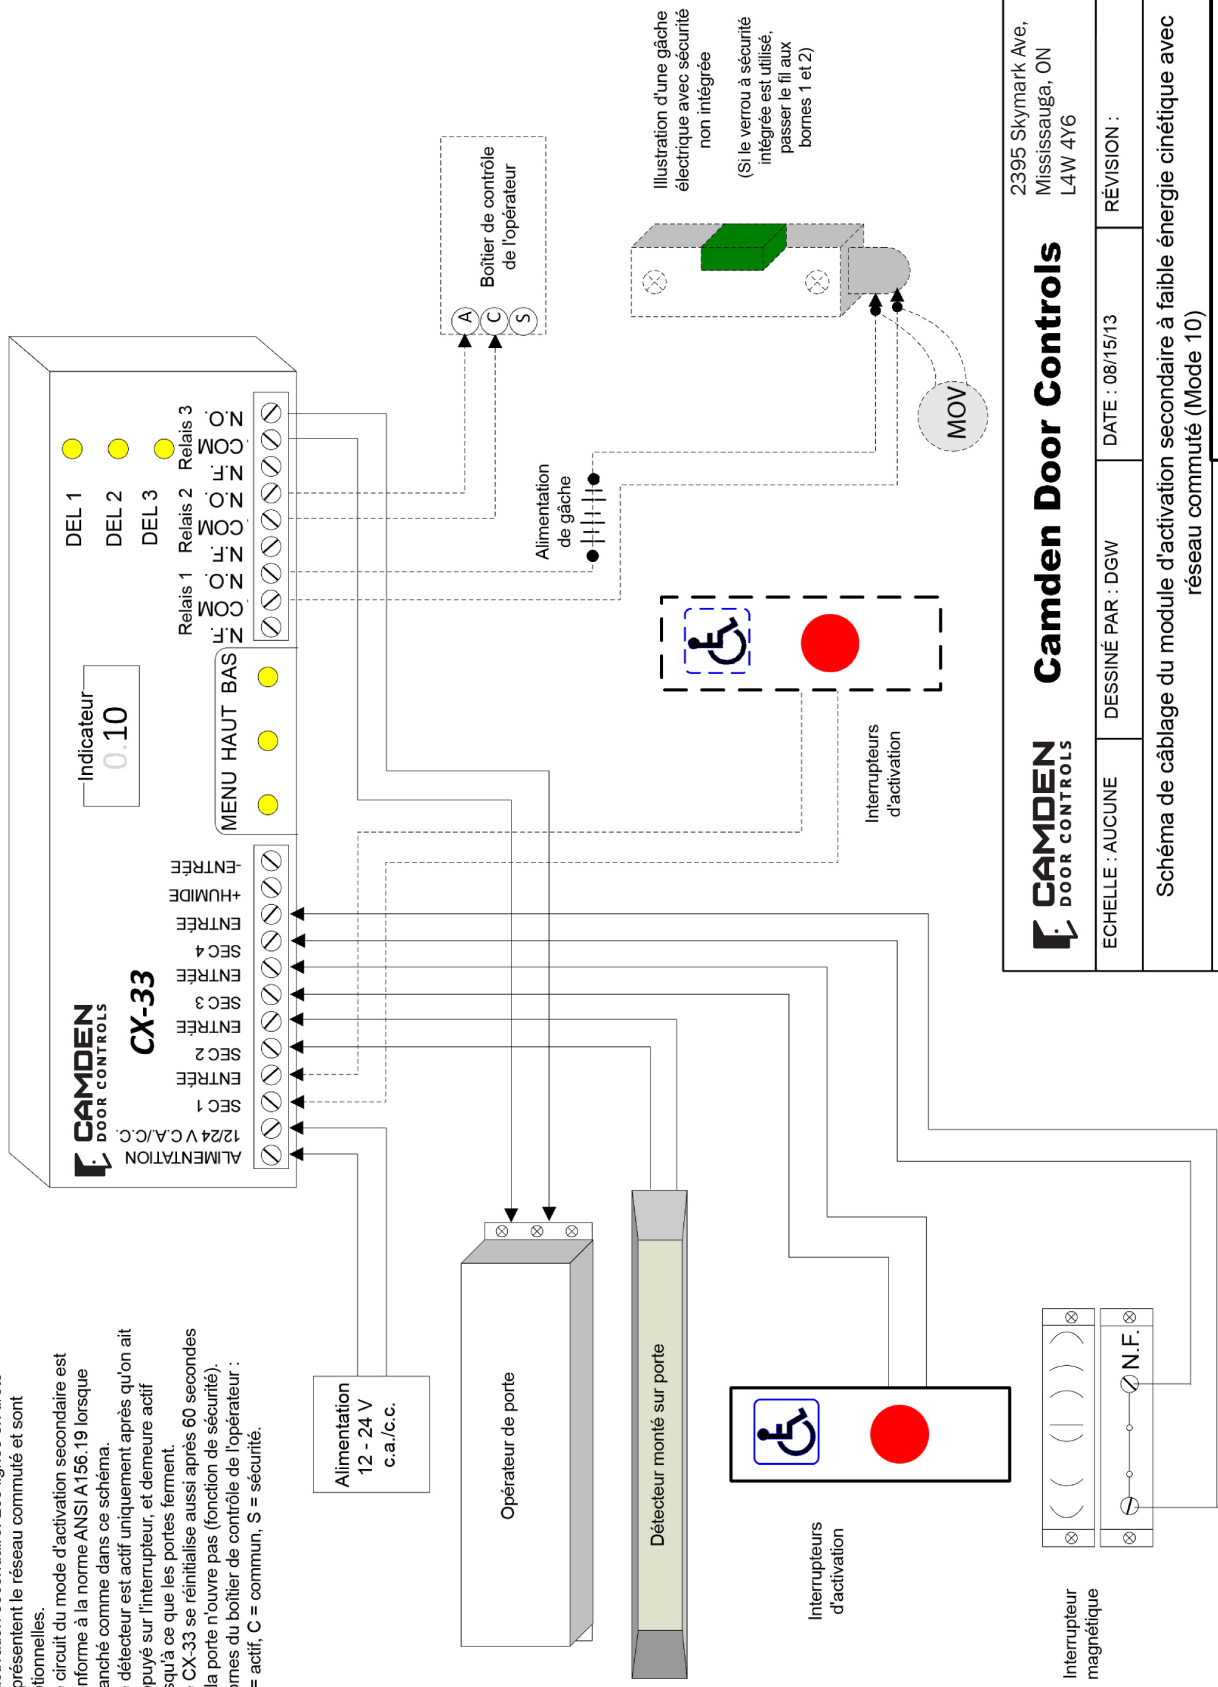 présentent le réseau commuté et sont
circuit du mode d'activation secondaire est
à la norme ANSI A156.19 lorsque
comme dans ce schéma.
détecteur est actif uniquement après qu'on ait
sur l'interrupteur, et demeure actif
ce que les portes ferment.
CX-33 se réinitialise aussi après 60 secondes
la porte n'ouvre pas (fonction de sécurité).
du boîtier de contrôle de l'opérateur :
= actif, C = commun, S = sécurité.
CAMDEN
DOOR CONTROLS
CX-33
Indicateur
0.10
DEL 1
DEL 2
DEL 3
ALIMENTATION
12/24 V C.A./C.C.
SEC 1
ENTRÉE
SEC 2
ENTRÉE
SEC 3
ENTRÉE
SEC 4
ENTRÉE
+HUMIDE
-ENTRÉE
MENU HAUT BAS
Relais 1
N.F.
COM
N.O.
Relais 2
N.F.
COM
N.O.
Relais 3
N.F.
COM
N.O.
Alimentation
12 - 24 V
c.a./c.c.
Opérateur de porte
Détecteur monté sur porte
Interrupteurs
d'activation
Interrupteur
magnétique
N.F.
Interrupteurs
d'activation
Alimentation
de gâche
MOV
A
C
S
Boîtier de contrôle
de l'opérateur
Illustration d'une gâche
électrique avec sécurité
non intégrée
(Si le verrou à sécurité
intégrée est utilisé,
passer le fil aux
bornes 1 et 2)
CAMDEN
DOOR CONTROLS
Camden Door Controls
2395 Skymark Ave,
Mississauga, ON
L4W 4Y6
ÉCHELLE : AUCUNE
DESSINÉ PAR : DGW
DATE : 08/15/13
RÉVISION :
Schéma de câblage du module d'activation secondaire à faible énergie cinétique avec
réseau commuté (Mode 10)